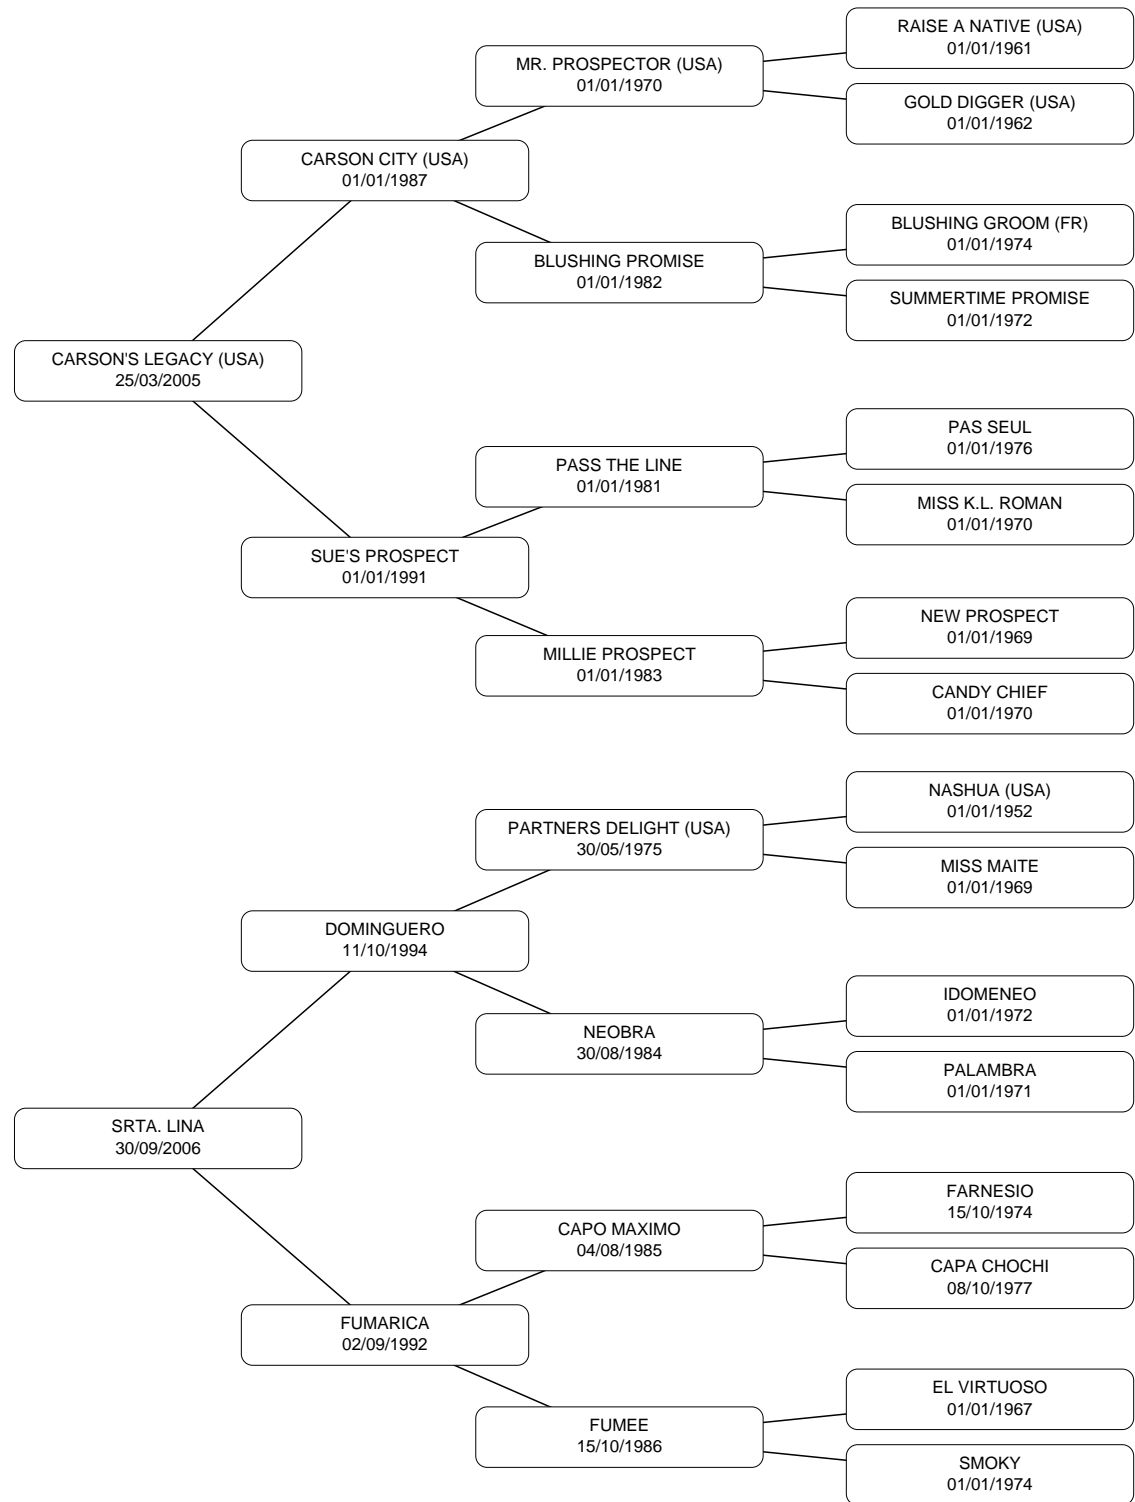 RAISE A NATIVE (USA)
01/01/1961
MR. PROSPECTOR (USA)
01/01/1970
GOLD DIGGER (USA)
01/01/1962
CARSON CITY (USA)
01/01/1987
BLUSHING GROOM (FR)
01/01/1974
BLUSHING PROMISE
01/01/1982
SUMMERTIME PROMISE
01/01/1972
CARSON'S LEGACY (USA)
25/03/2005
PAS SEUL
01/01/1976
PASS THE LINE
01/01/1981
MISS K.L. ROMAN
01/01/1970
SUE'S PROSPECT
01/01/1991
NEW PROSPECT
01/01/1969
MILLIE PROSPECT
01/01/1983
CANDY CHIEF
01/01/1970
NASHUA (USA)
01/01/1952
PARTNERS DELIGHT (USA)
30/05/1975
MISS MAITE
01/01/1969
DOMINGUERO
11/10/1994
IDOMENEO
01/01/1972
NEOBRA
30/08/1984
PALAMBRA
01/01/1971
SRTA. LINA
30/09/2006
FARNESIO
15/10/1974
CAPO MAXIMO
04/08/1985
CAPA CHOCHI
08/10/1977
FUMARICA
02/09/1992
EL VIRTUOSO
01/01/1967
FUMEE
15/10/1986
SMOKY
01/01/1974